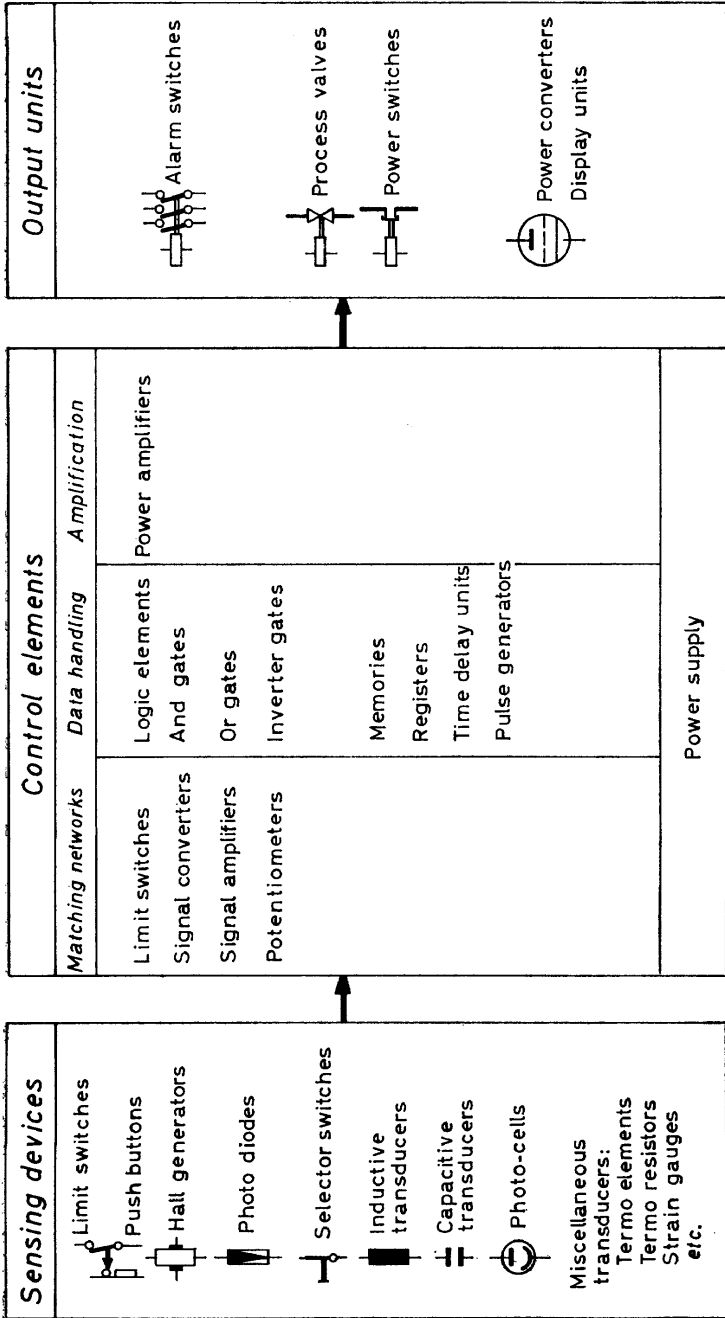 Sensing devices
Limit switches
Push buttons
Hall generators
Photo diodes
Selector switches
Inductive
transducers
Capacitive
transducers
Photo-cells
Miscellaneous
transducers:
Termo elements
Termo resistors
Strain gauges
etc.
Control elements
Matching networks
Limit switches
Signal converters
Signal amplifiers
Potentiometers
Data handling
Logic elements
And gates
Or gates
Inverter gates
Memories
Registers
Time delay units
Pulse generators
Amplification
Power amplifiers
Power supply
Output units
Alarm switches
Process valves
Power switches
Power converters
Display units